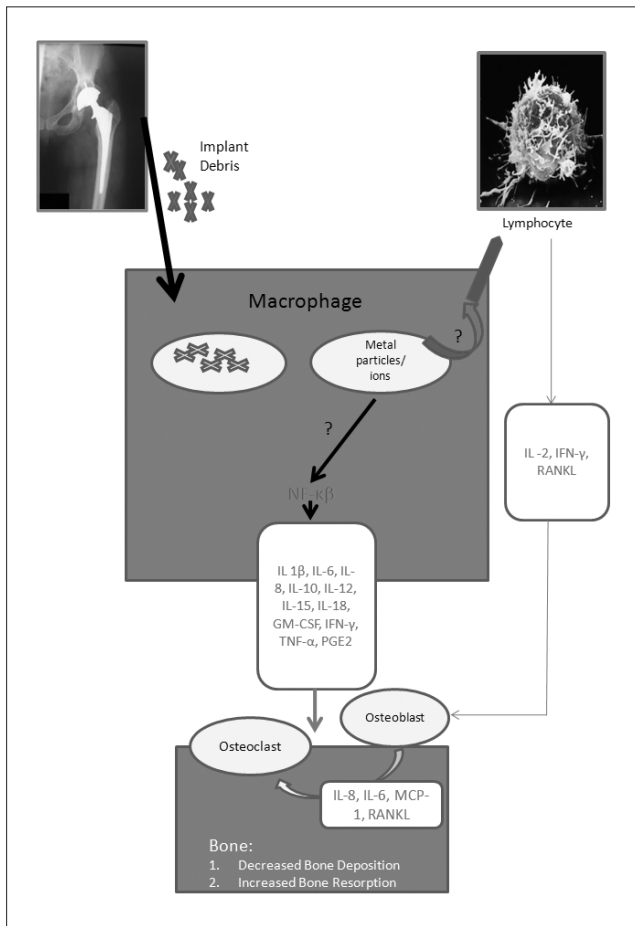 Implant
Debris
Lymphocyte
Macrophage
Metal
particles/
ions
?
?
NF-κβ
IL -2, IFN-γ,
RANKL
IL 1β, IL-6, IL-
8, IL-10, IL-12,
IL-15, IL-18,
GM-CSF, IFN-γ,
TNF-α, PGE2
Osteoblast
Osteoclast
IL-8, IL-6, MCP-
1, RANKL
Bone:
1. Decreased Bone Deposition
2. Increased Bone Resorption